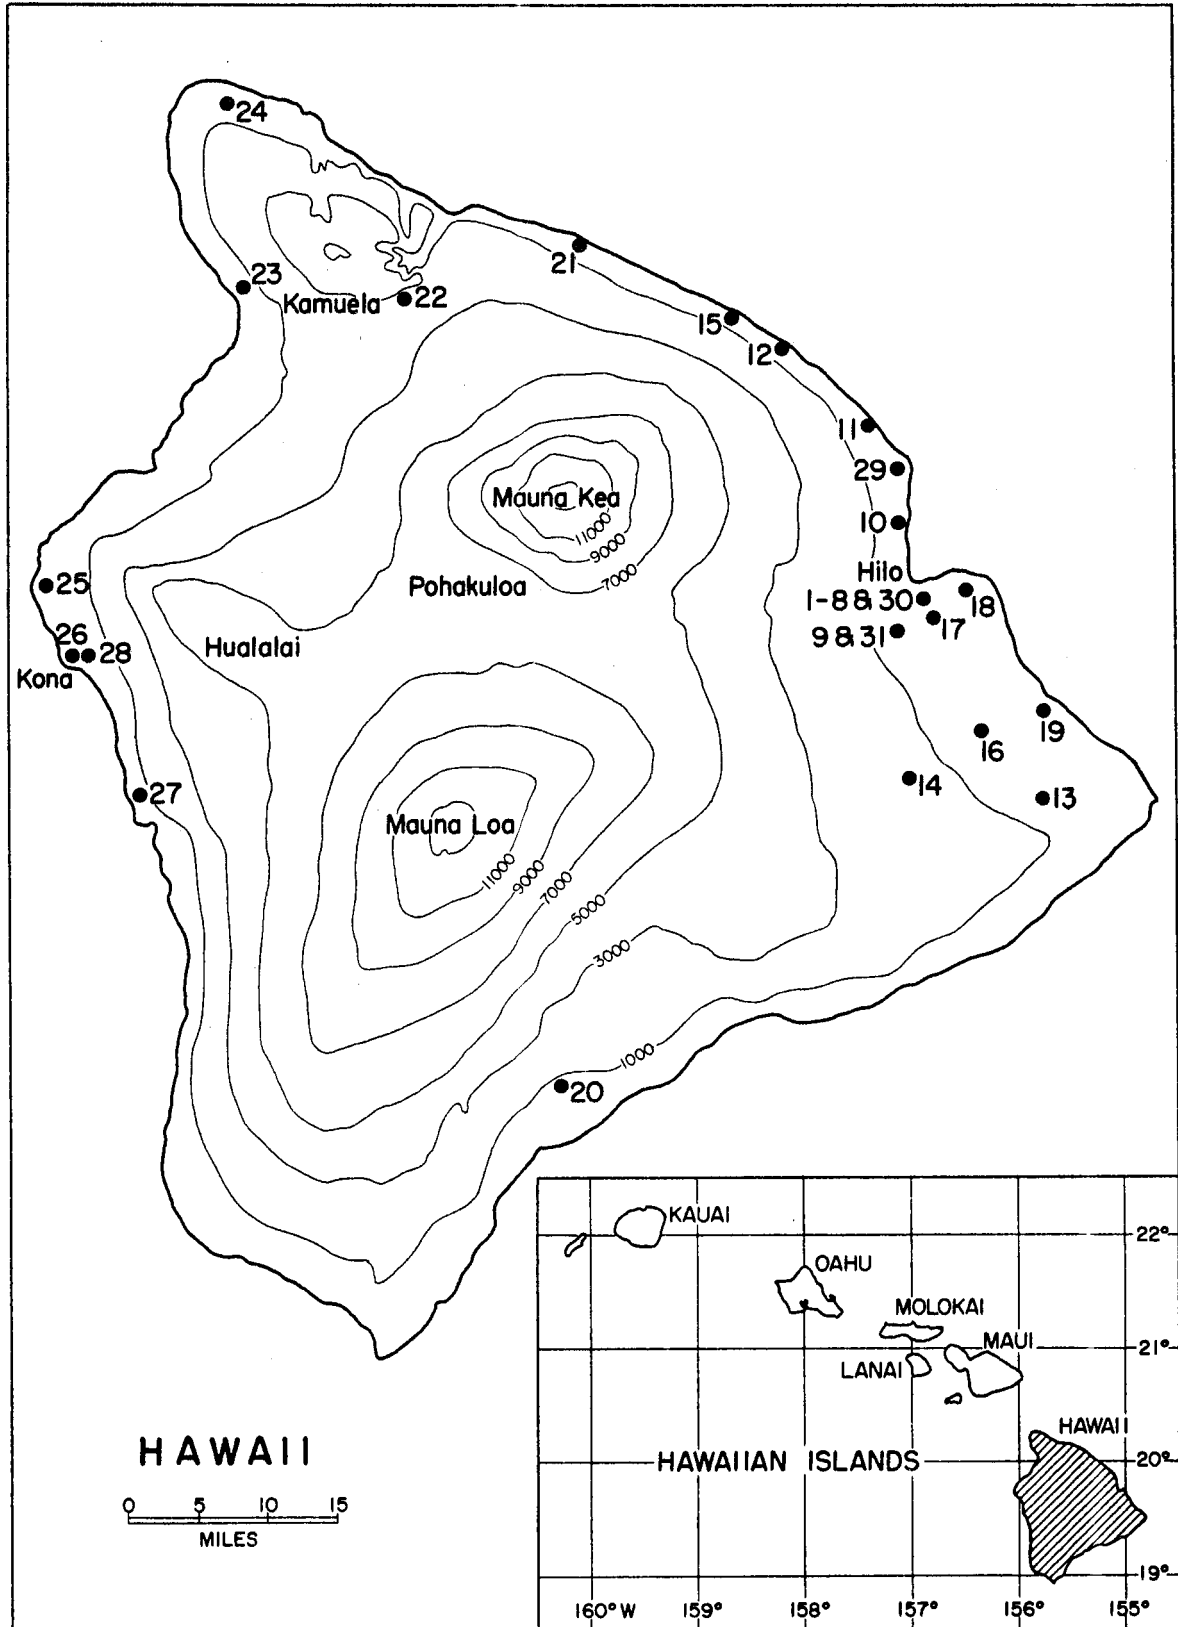 24
23
Kamuela
22
21
15
12
11
29
10
Mauna Kea
11000
9000
7000
Pohakuloa
Hilo
1-8 & 30
18
17
9 & 31
25
26
28
Kona
Hualalai
19
16
14
13
27
Mauna Loa
11000
9000
7000
5000
3000
1000
20
KAUAI
22°
OAHU
MOLOKAI
MAUI
21°
LANAI
HAWAII
HAWAIIAN ISLANDS
20°
19°
160° W
159°
158°
157°
156°
155°
HAWAII
0 5 10 15
MILES